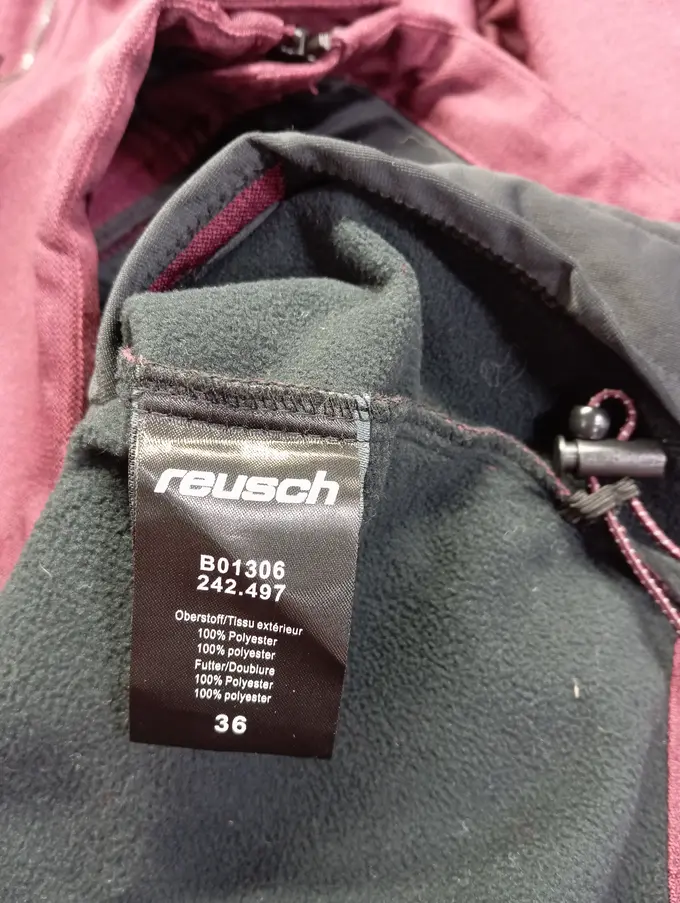 reusch
B01306
242.497
Oberstoff/Tissu extérieur
100% Polyester
100% polyester
Futter/Doublure
100% Polyester
100% polyester
36